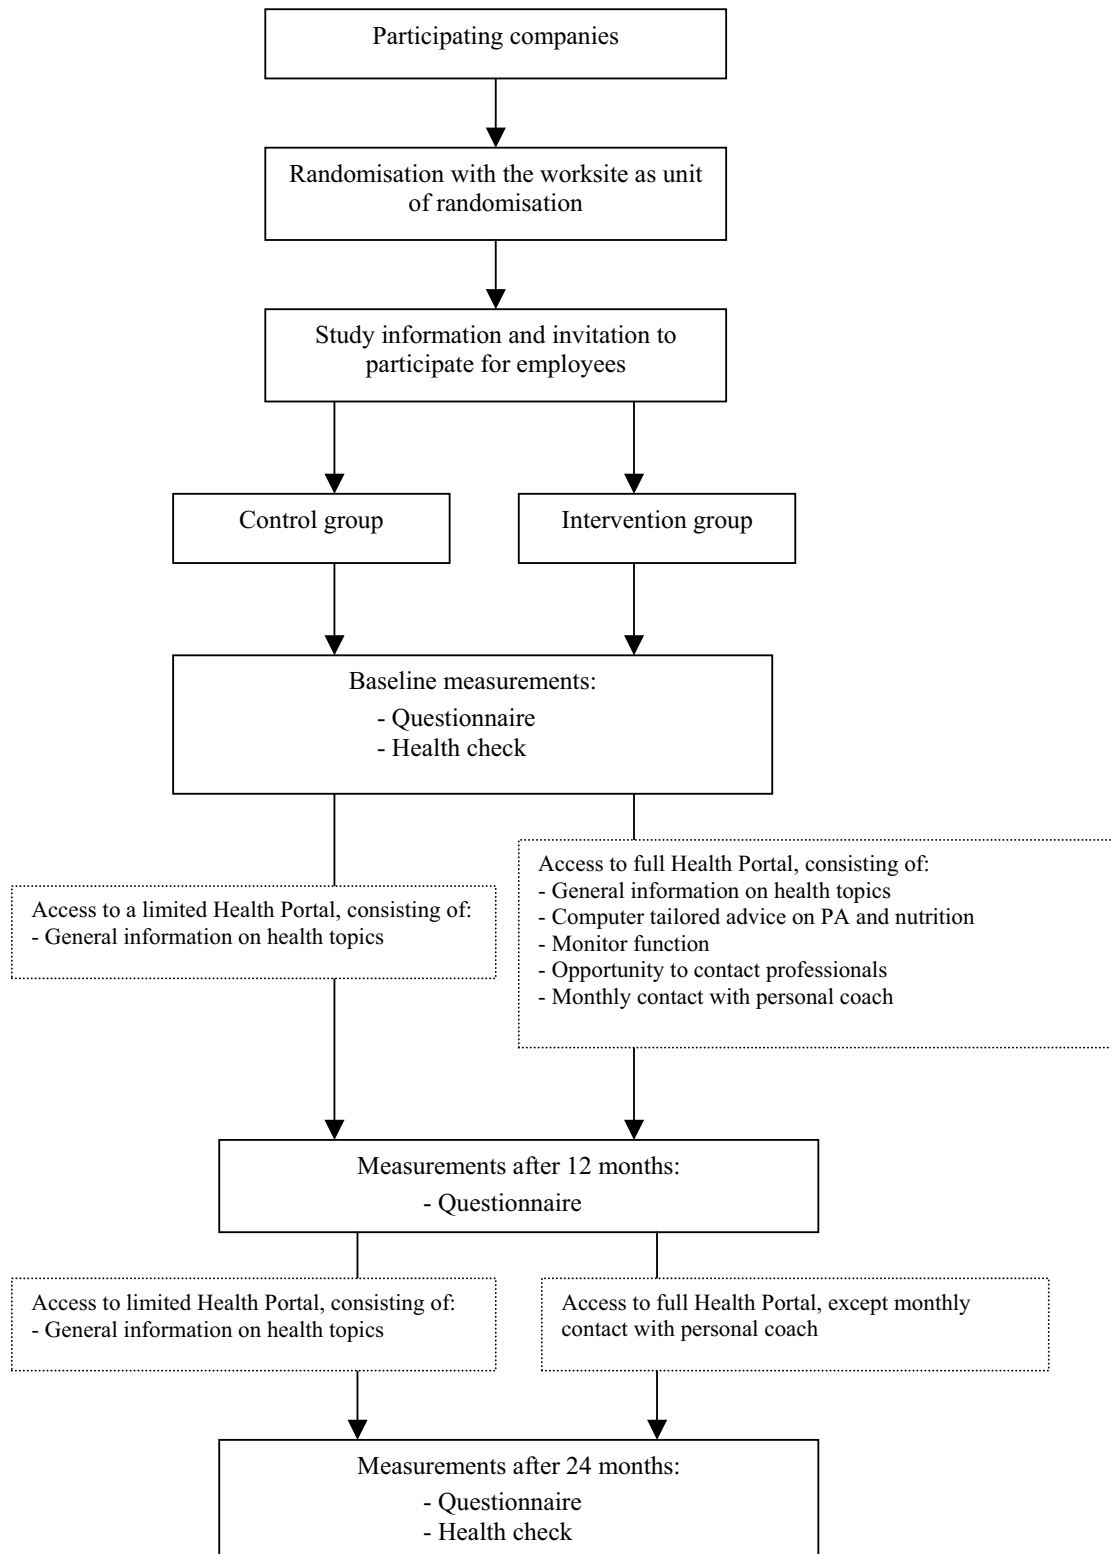 Participating companies
Randomisation with the worksite as unit
of randomisation
Study information and invitation to
participate for employees
Control group
Intervention group
Baseline measurements:
- Questionnaire
- Health check
Access to a limited Health Portal, consisting of:
- General information on health topics
Access to full Health Portal, consisting of:
- General information on health topics
- Computer tailored advice on PA and nutrition
- Monitor function
- Opportunity to contact professionals
- Monthly contact with personal coach
Measurements after 12 months:
- Questionnaire
Access to limited Health Portal, consisting of:
- General information on health topics
Access to full Health Portal, except monthly
contact with personal coach
Measurements after 24 months:
- Questionnaire
- Health check